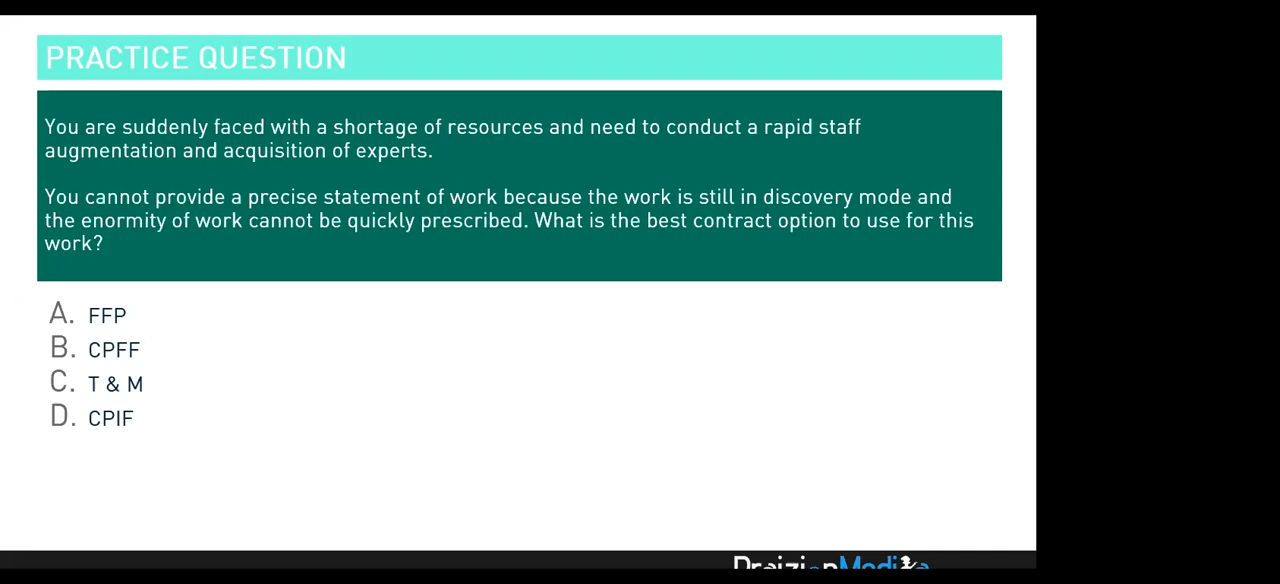 PRACTICE QUESTION
You are suddenly faced with a shortage of resources and need to conduct a rapid staff
augmentation and acquisition of experts.
You cannot provide a precise statement of work because the work is still in discovery mode and
the enormity of work cannot be quickly prescribed. What is the best contract option to use for this
work?
A. FFP
B. CPFF
C. T & M
D. CPIF